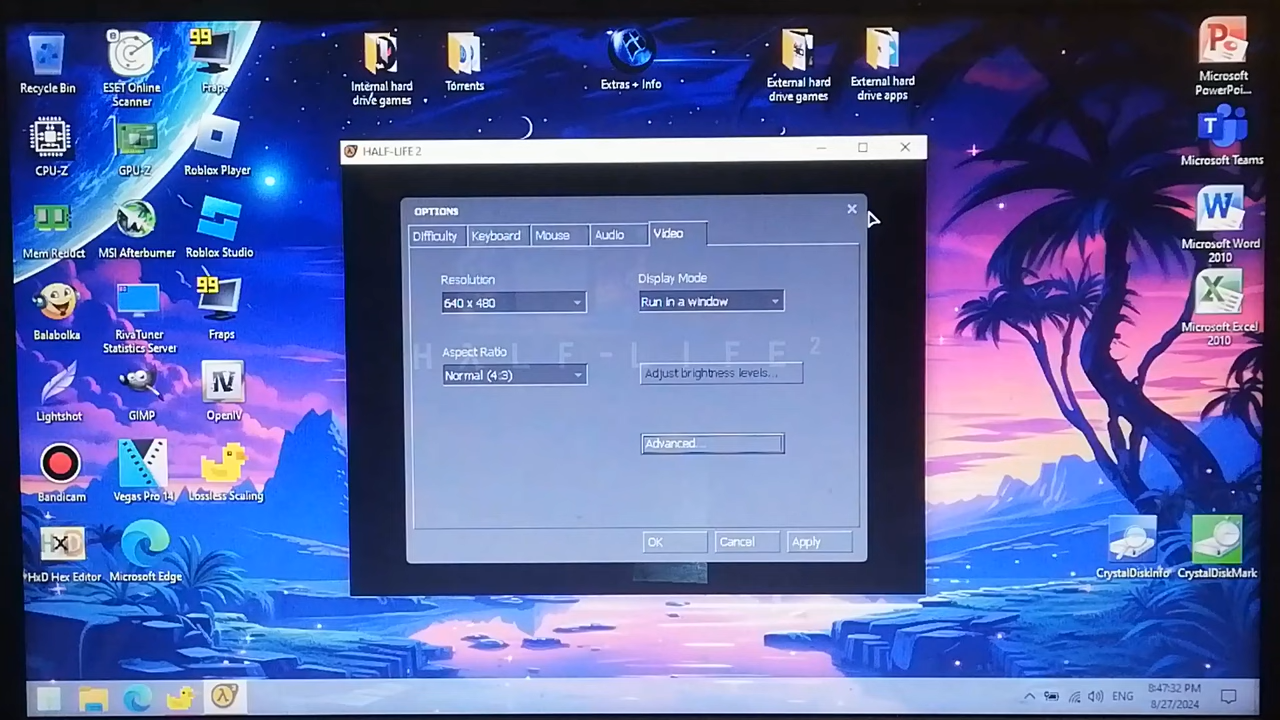 Recycle Bin
ESET Online
Scanner
99
Fraps
Internal hard
drive games
Torrents
Extras + Info
External hard
drive games
External hard
drive apps
Microsoft
PowerPoi...
CPU-Z
GPU-Z
Roblox Player
Microsoft Teams
Mem Reduct
MSI Afterburner
Roblox Studio
Microsoft Word
2010
Balabolka
RivaTuner
Statistics Server
99
Fraps
Microsoft Excel
2010
Lightshot
GIMP
OpenIV
Bandicam
Vegas Pro 14
Lossless Scaling
HxD Hex Editor
Microsoft Edge
CrystalDiskInfo
CrystalDiskMark
HALF-LIFE 2
OPTIONS
Difficulty
Keyboard
Mouse
Audio
Video
Resolution
640 x 480
Display Mode
Run in a window
HλLF-LIFE²
Aspect Ratio
Normal (4:3)
Adjust brightness levels...
Advanced...
OK
Cancel
Apply
ENG
8:47:32 PM
8/27/2024